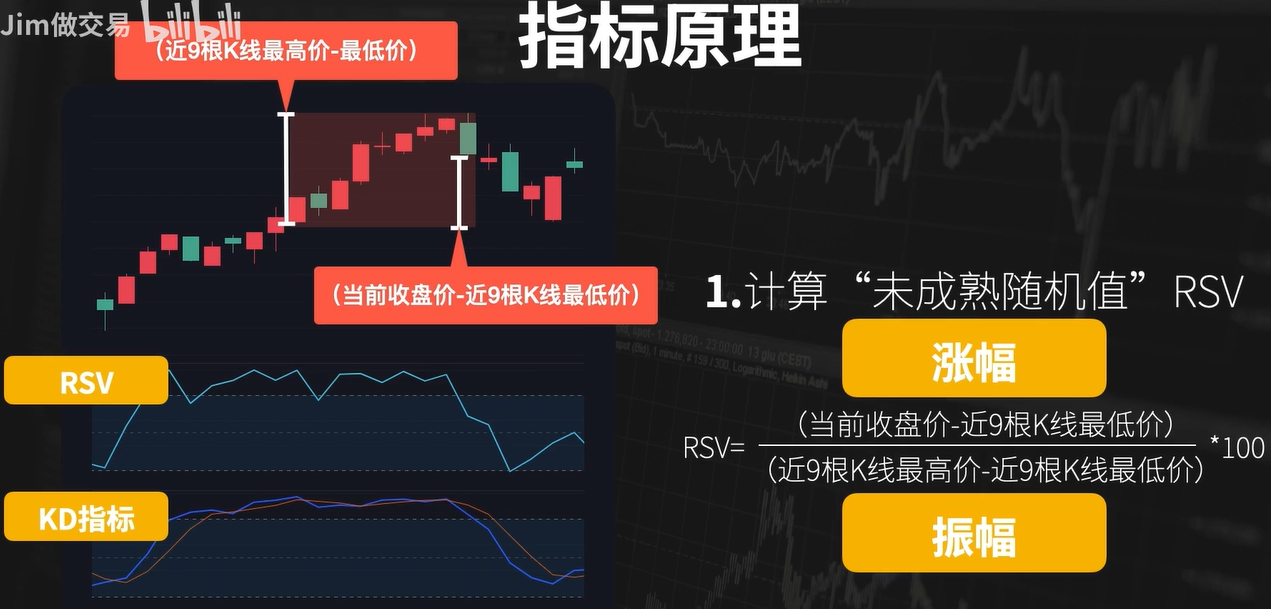 Jim做交易 bilibili
指标原理
（近9根K线最高价-最低价）
（当前收盘价-近9根K线最低价）
1.计算“未成熟随机值”RSV
涨幅
RSV
RSV=
（当前收盘价-近9根K线最低价）
*100
（近9根K线最高价-近9根K线最低价）
KD指标
振幅